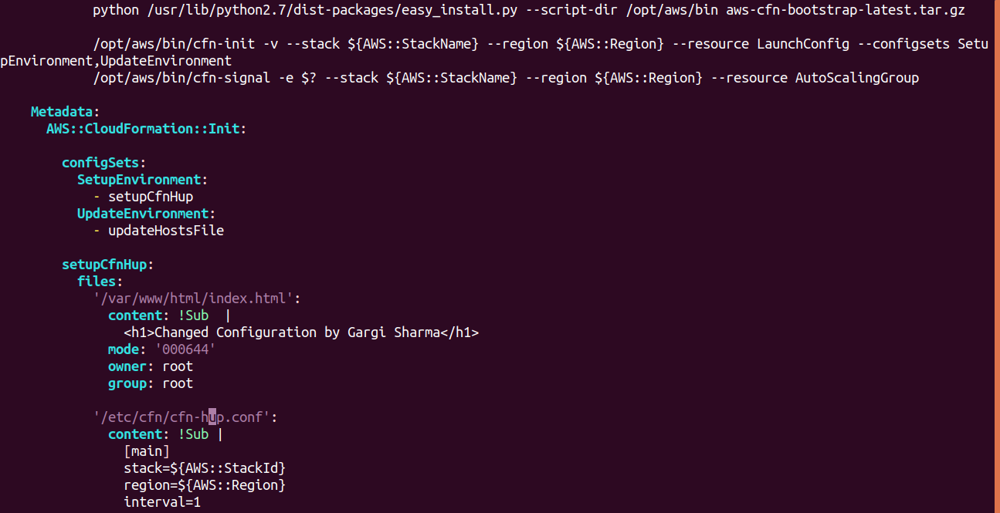 python /usr/lib/python2.7/dist-packages/easy_install.py --script-dir /opt/aws/bin aws-cfn-bootstrap-latest.tar.gz
/opt/aws/bin/cfn-init -v --stack ${AWS::StackName} --region ${AWS::Region} --resource LaunchConfig --configsets Setu
pEnvironment,UpdateEnvironment
/opt/aws/bin/cfn-signal -e $? --stack ${AWS::StackName} --region ${AWS::Region} --resource AutoScalingGroup
Metadata:
AWS::CloudFormation::Init:
configSets:
SetupEnvironment:
- setupCfnHup
UpdateEnvironment:
- updateHostsFile
setupCfnHup:
files:
'/var/www/html/index.html':
content: !Sub  |
<h1>Changed Configuration by Gargi Sharma</h1>
mode: '000644'
owner: root
group: root
'/etc/cfn/cfn-hup.conf':
content: !Sub |
[main]
stack=${AWS::StackId}
region=${AWS::Region}
interval=1